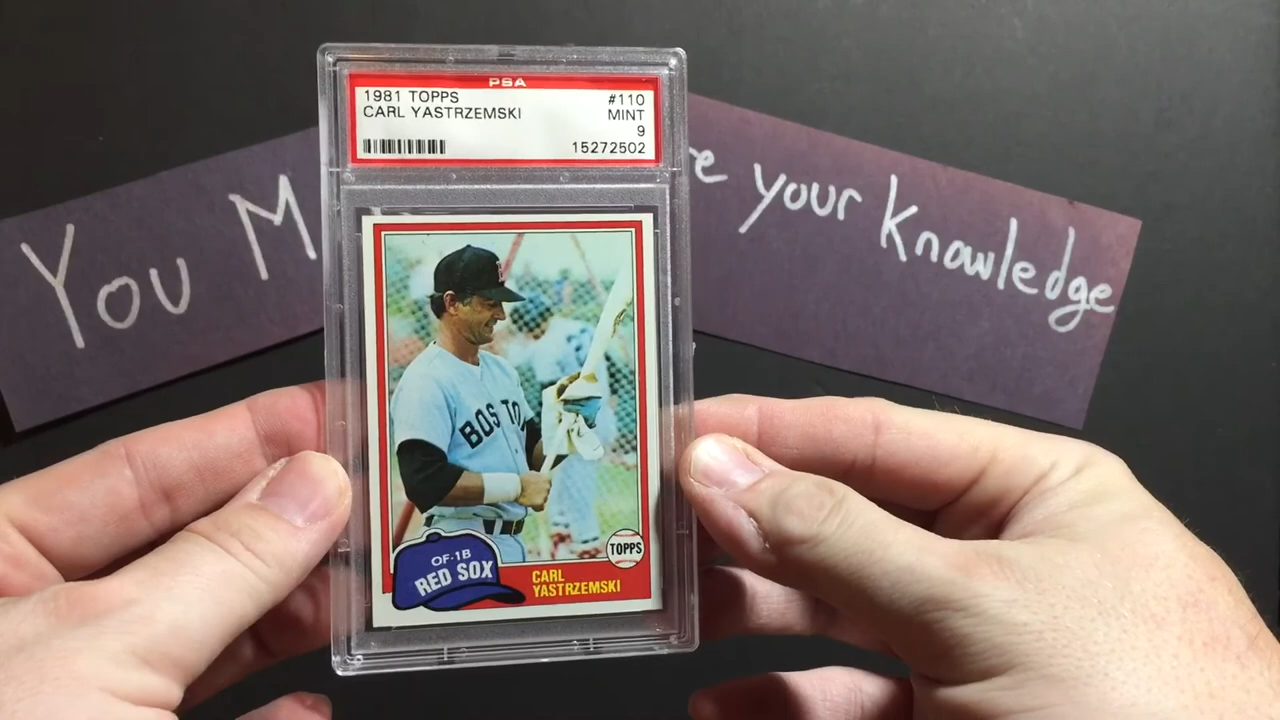 PSA
1981 TOPPS #110
CARL YASTRZEMSKI MINT
9
15272502
You M e your Knowledge
BOSTO
OF-1B
RED SOX
CARL
YASTRZEMSKI
TOPPS